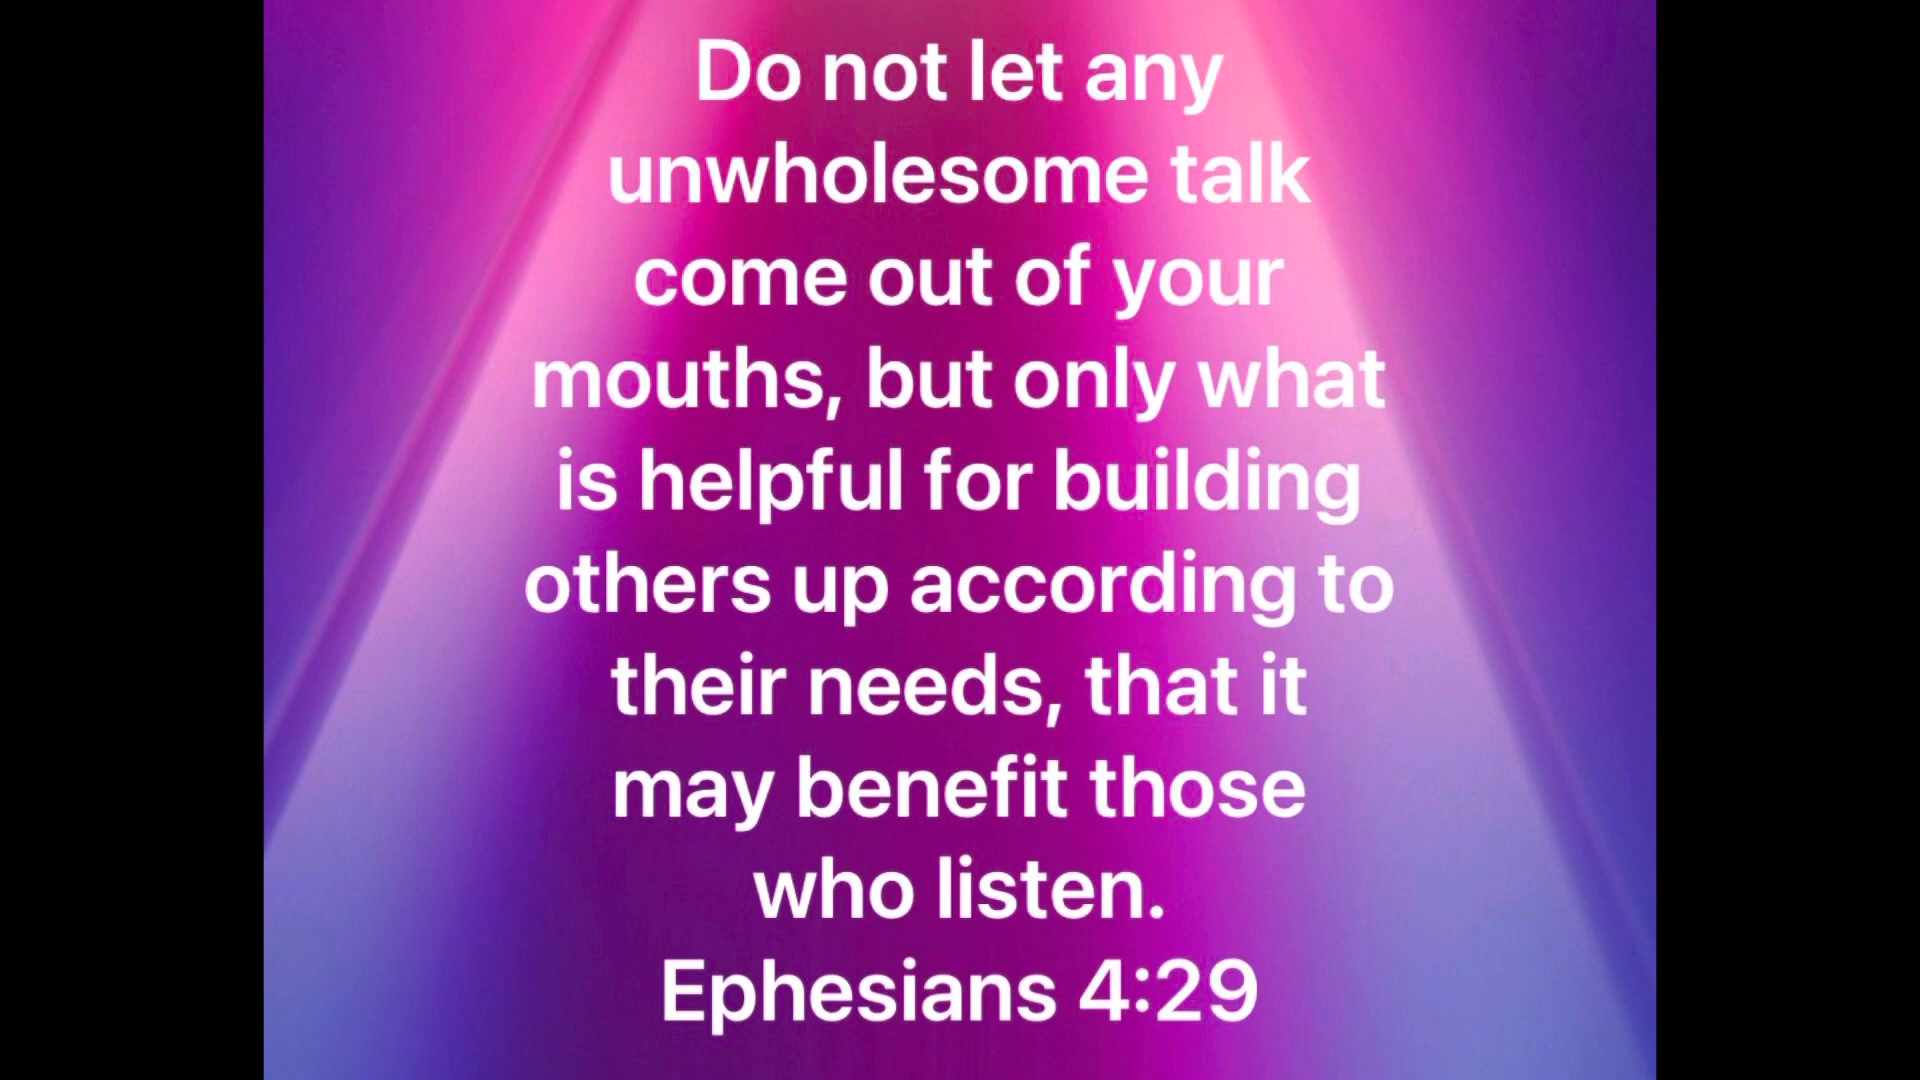 Do not let any
unwholesome talk
come out of your
mouths, but only what
is helpful for building
others up according to
their needs, that it
may benefit those
who listen.
Ephesians 4:29